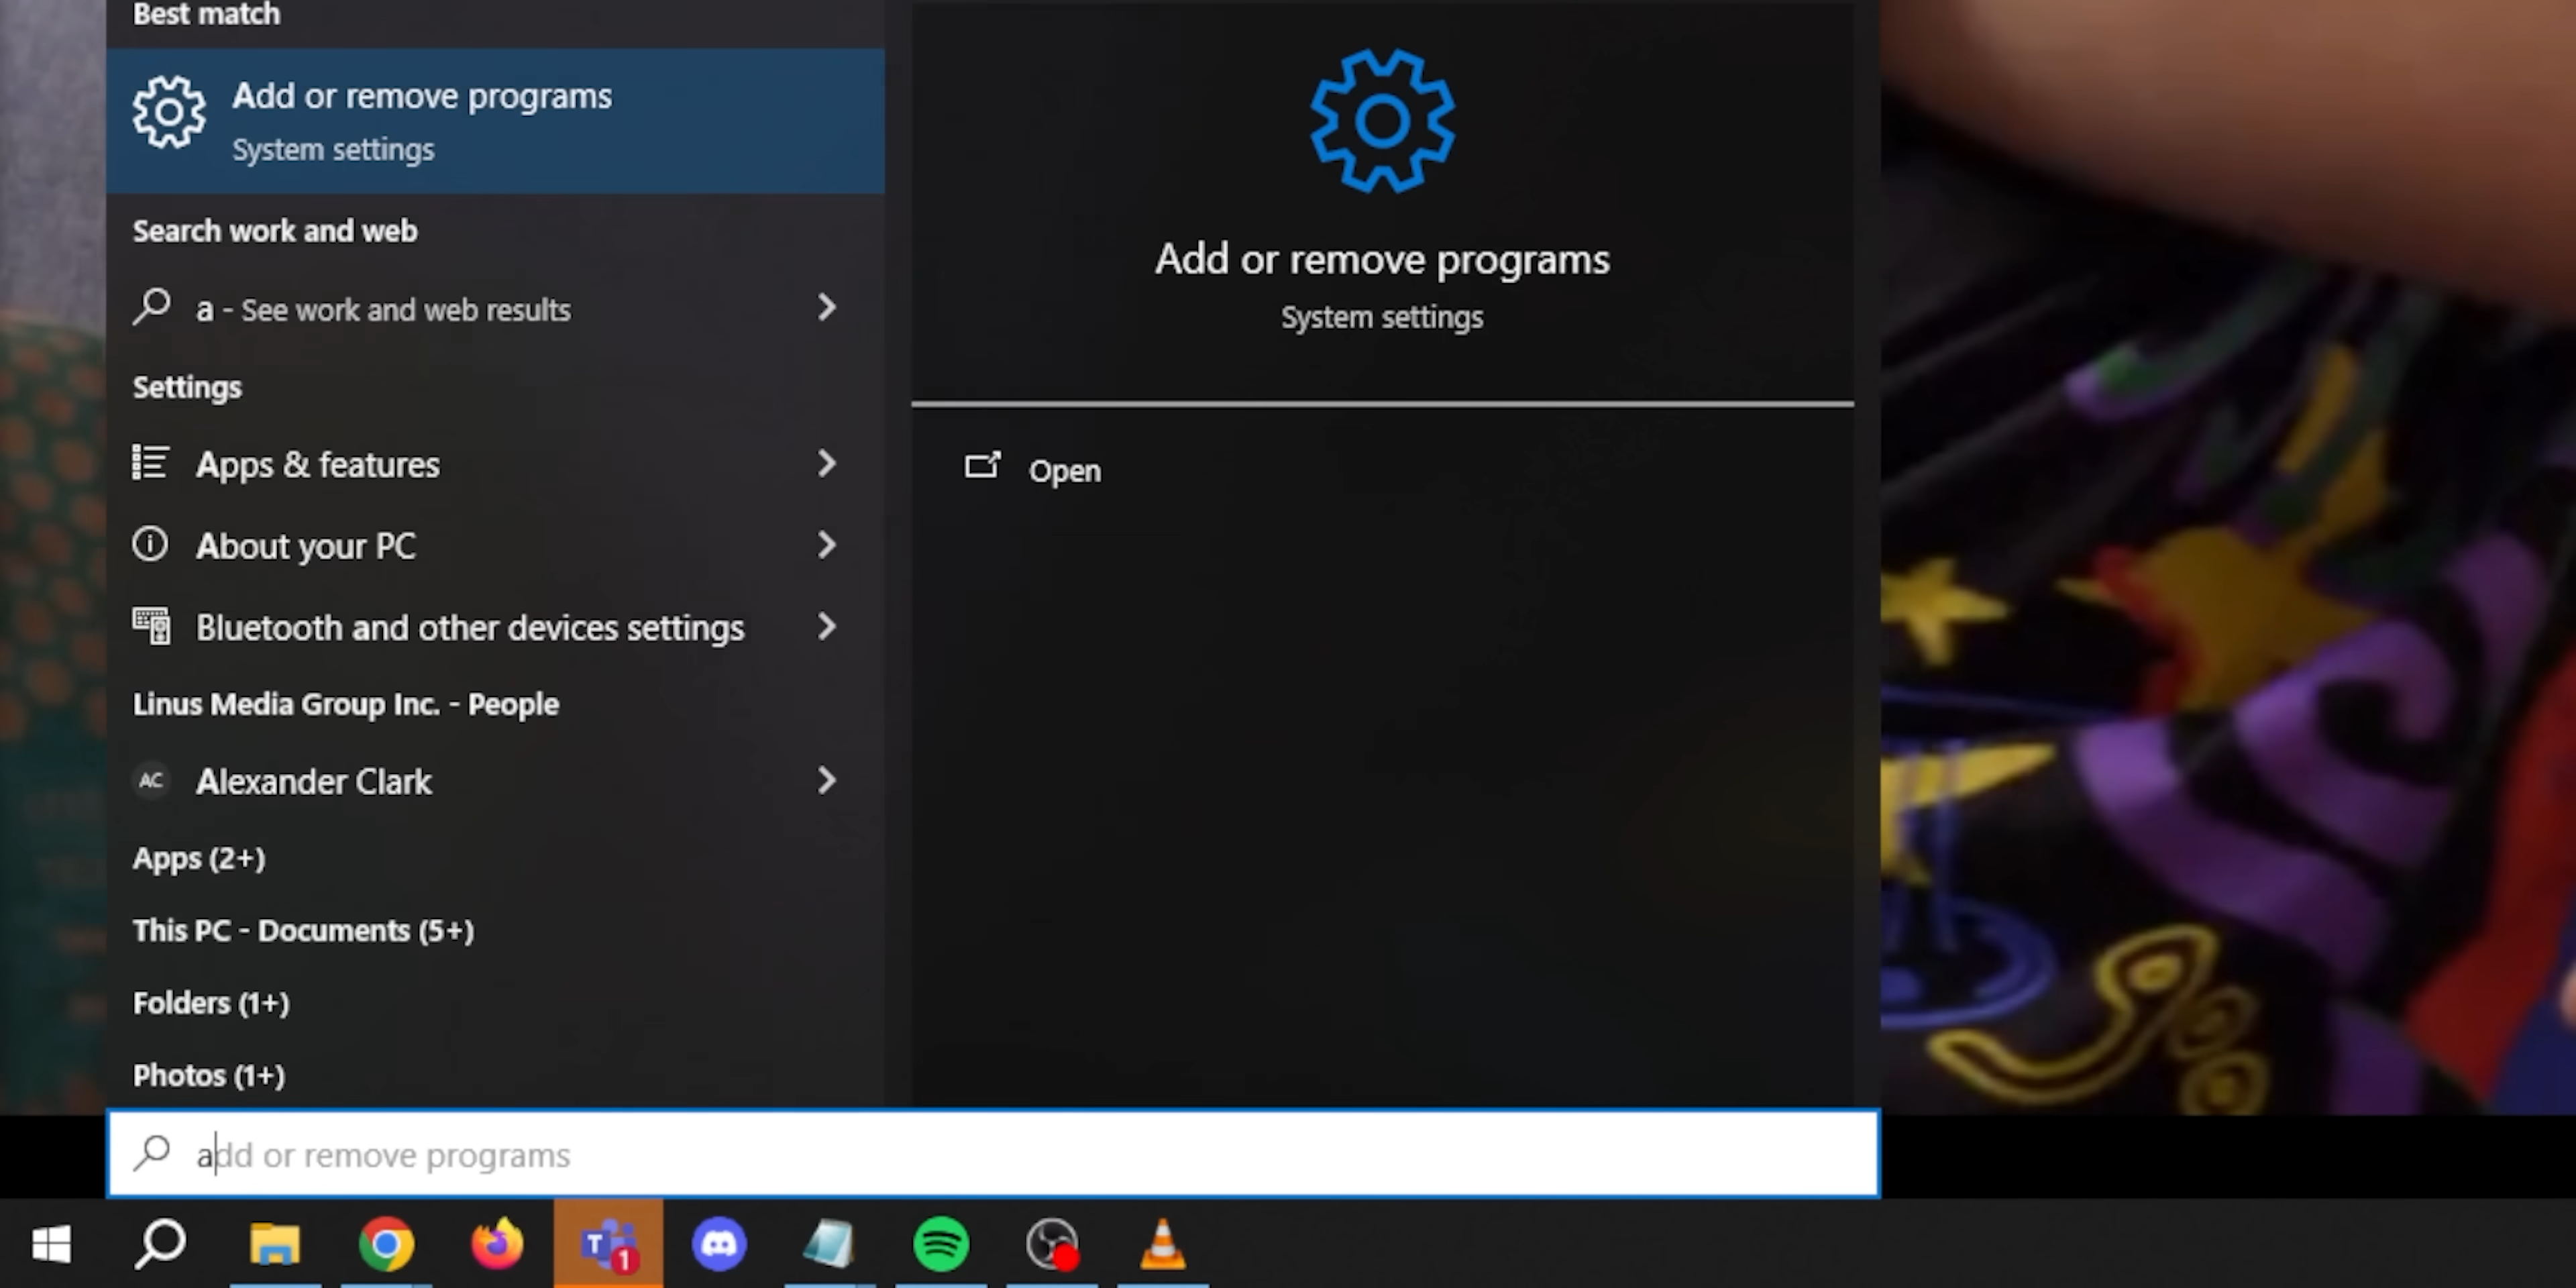 Best match
Add or remove programs
System settings
Search work and web
a - See work and web results
Settings
Apps & features
About your PC
Bluetooth and other devices settings
Linus Media Group Inc. - People
AC Alexander Clark
Apps (2+)
This PC - Documents (5+)
Folders (1+)
Photos (1+)
Add or remove programs
System settings
Open
add or remove programs
T 1